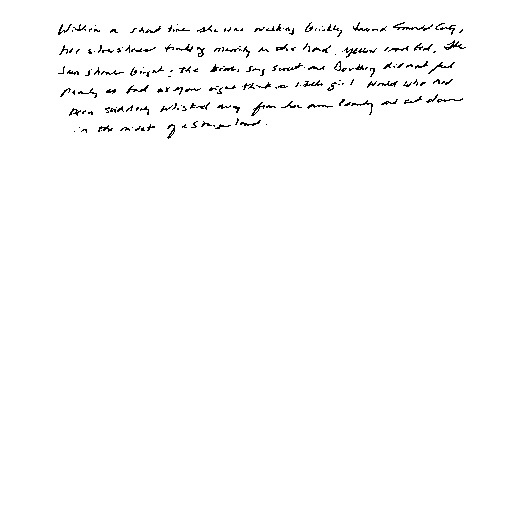 Within a short time she was walking briskly toward Emerald City,
her silver shoes tinkling merrily on the hard, yellow road bed. The
sun shone bright. The birds sang sweet and Dorothy did not feel
nearly as bad as you might think a little girl would who had
been suddenly whisked away from her own country and set down
in the midst of a strange land.